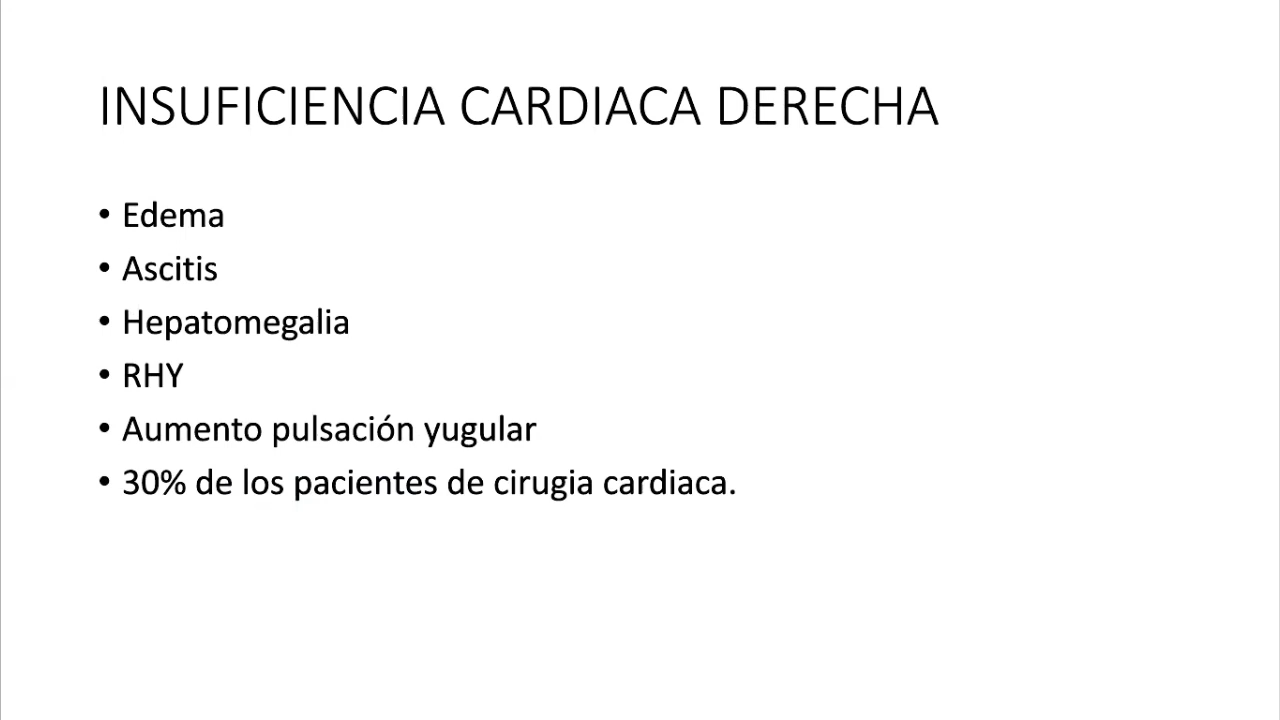 INSUFICIENCIA CARDIACA DERECHA
• Edema
• Ascitis
• Hepatomegalia
• RHY
• Aumento pulsación yugular
• 30% de los pacientes de cirugia cardiaca.